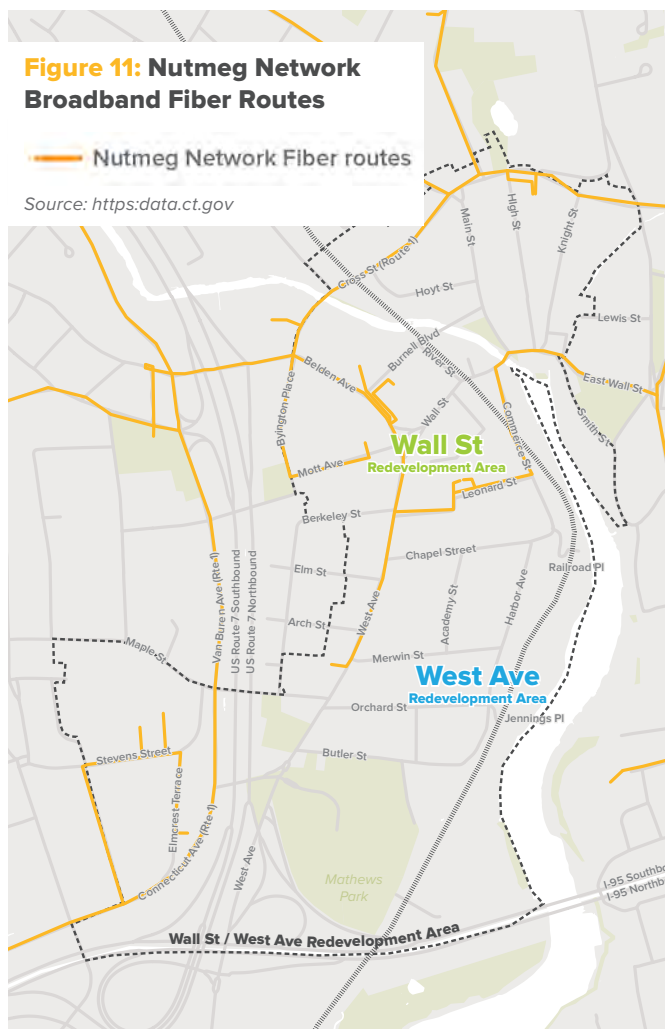 Figure 11: Nutmeg Network
Broadband Fiber Routes
Nutmeg Network Fiber routes
Source: https:data.ct.gov
Main St
High St
Knight St
Cross St (Route 1)
Hoyt St
Lewis St
Burnell Blvd
River St
Belden Ave
East Wall St
Byington Place
Wall St
Commerce St
Smith St
Wall St
Redevelopment Area
Mott Ave
Leonard St
Berkeley St
Chapel Street
Railroad Pl
Elm St
Van Buren Ave (Rte-1)
US Route 7 Southbound
US Route 7 Northbound
West Ave
Academy St
Harbor Ave
Arch St
Maple St
Merwin St
West Ave
Redevelopment Area
Orchard St
Jennings Pl
Stevens Street
Butler St
Elmcrest Terrace
Connecticut Ave (Rte-1)
West Ave
Mathews
Park
I-95 Southbo
I-95 Northb
Wall St / West Ave Redevelopment Area